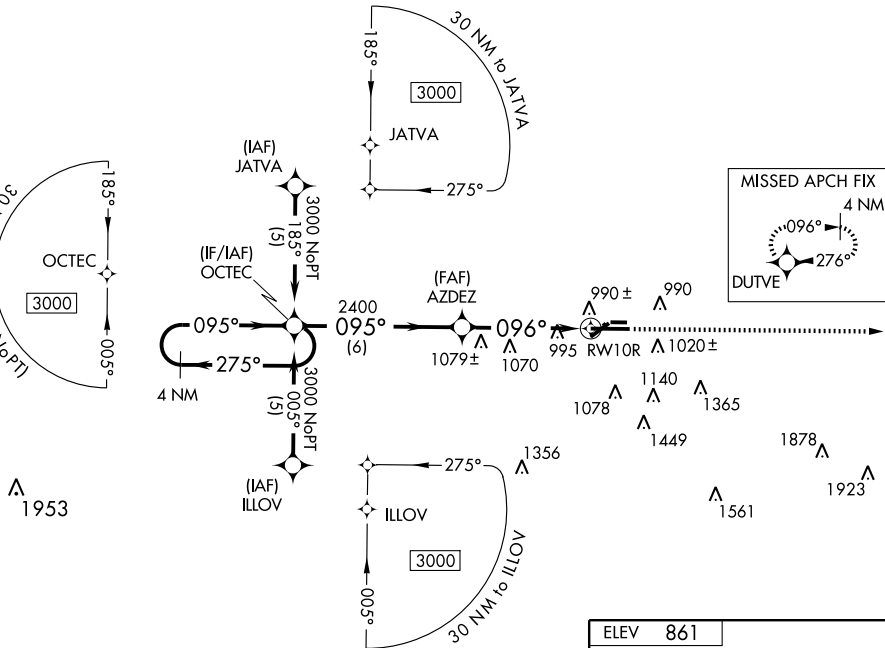 30 NM to JATVA
185°
3000
JATVA
275°
(IAF)
JATVA
3000 NoPT
185°
(5)
MISSED APCH FIX
4 NM
096°
276°
DUTVE
30
185°
OCTEC
3000
005°
NoPT)
(IF/IAF)
OCTEC
(FAF)
AZDEZ
990±
990
2400
095°
095°
(6)
096°
275°
4 NM
1079±
1070
995
RW10R
1020±
3000 NoPT
005°
(5)
1078
1140
1365
1449
1356
1878
1923
1561
(IAF)
ILLOV
275°
ILLOV
3000
005°
30 NM to ILLOV
1953
ELEV 861